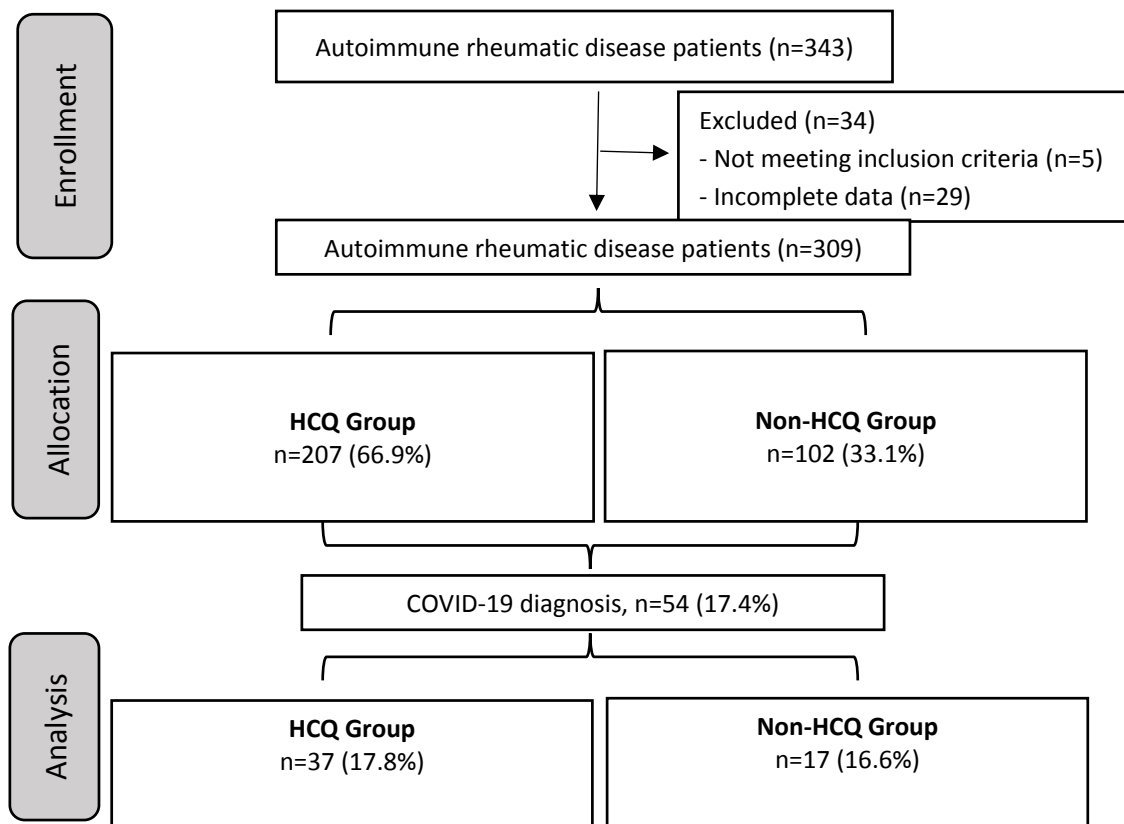 Enrollment
Autoimmune rheumatic disease patients (n=343)
Excluded (n=34)
- Not meeting inclusion criteria (n=5)
- Incomplete data (n=29)
Autoimmune rheumatic disease patients (n=309)
Allocation
HCQ Group
n=207 (66.9%)
Non-HCQ Group
n=102 (33.1%)
COVID-19 diagnosis, n=54 (17.4%)
Analysis
HCQ Group
n=37 (17.8%)
Non-HCQ Group
n=17 (16.6%)